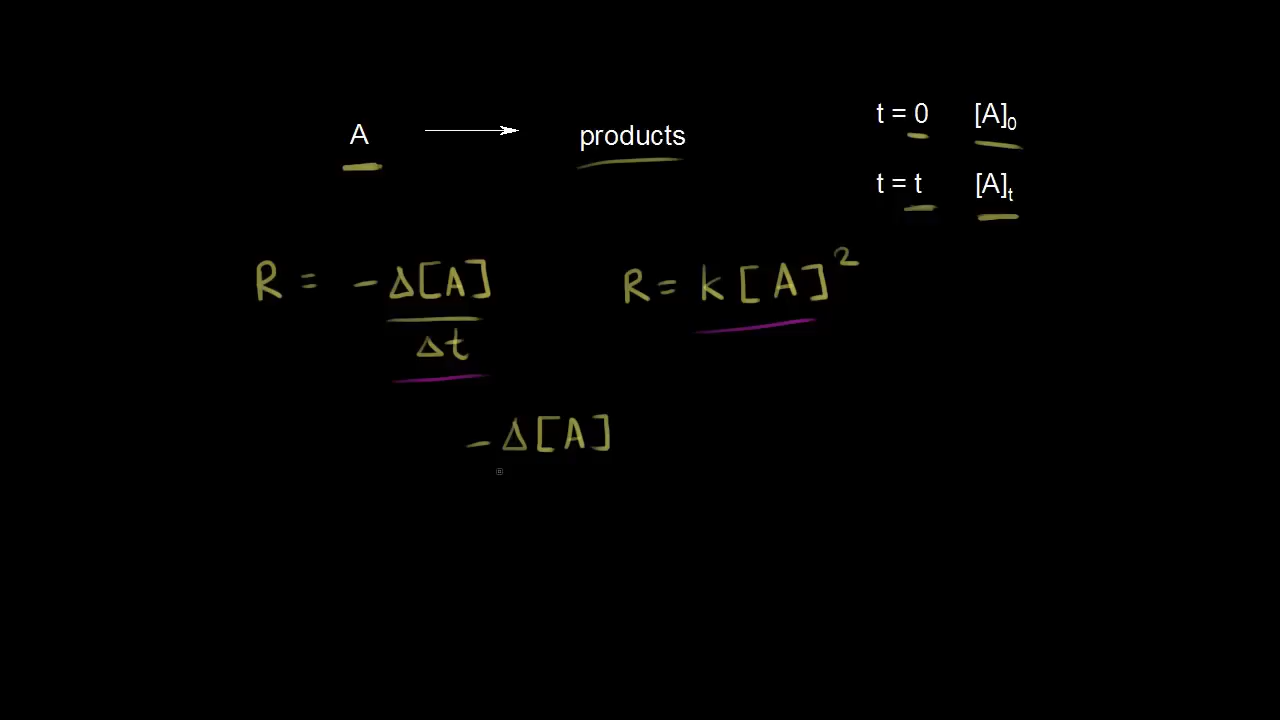 A → products
t = 0 [A]₀
t = t [A]ₜ
R = -Δ[A]
Δt
R = k[A]²
-Δ[A]